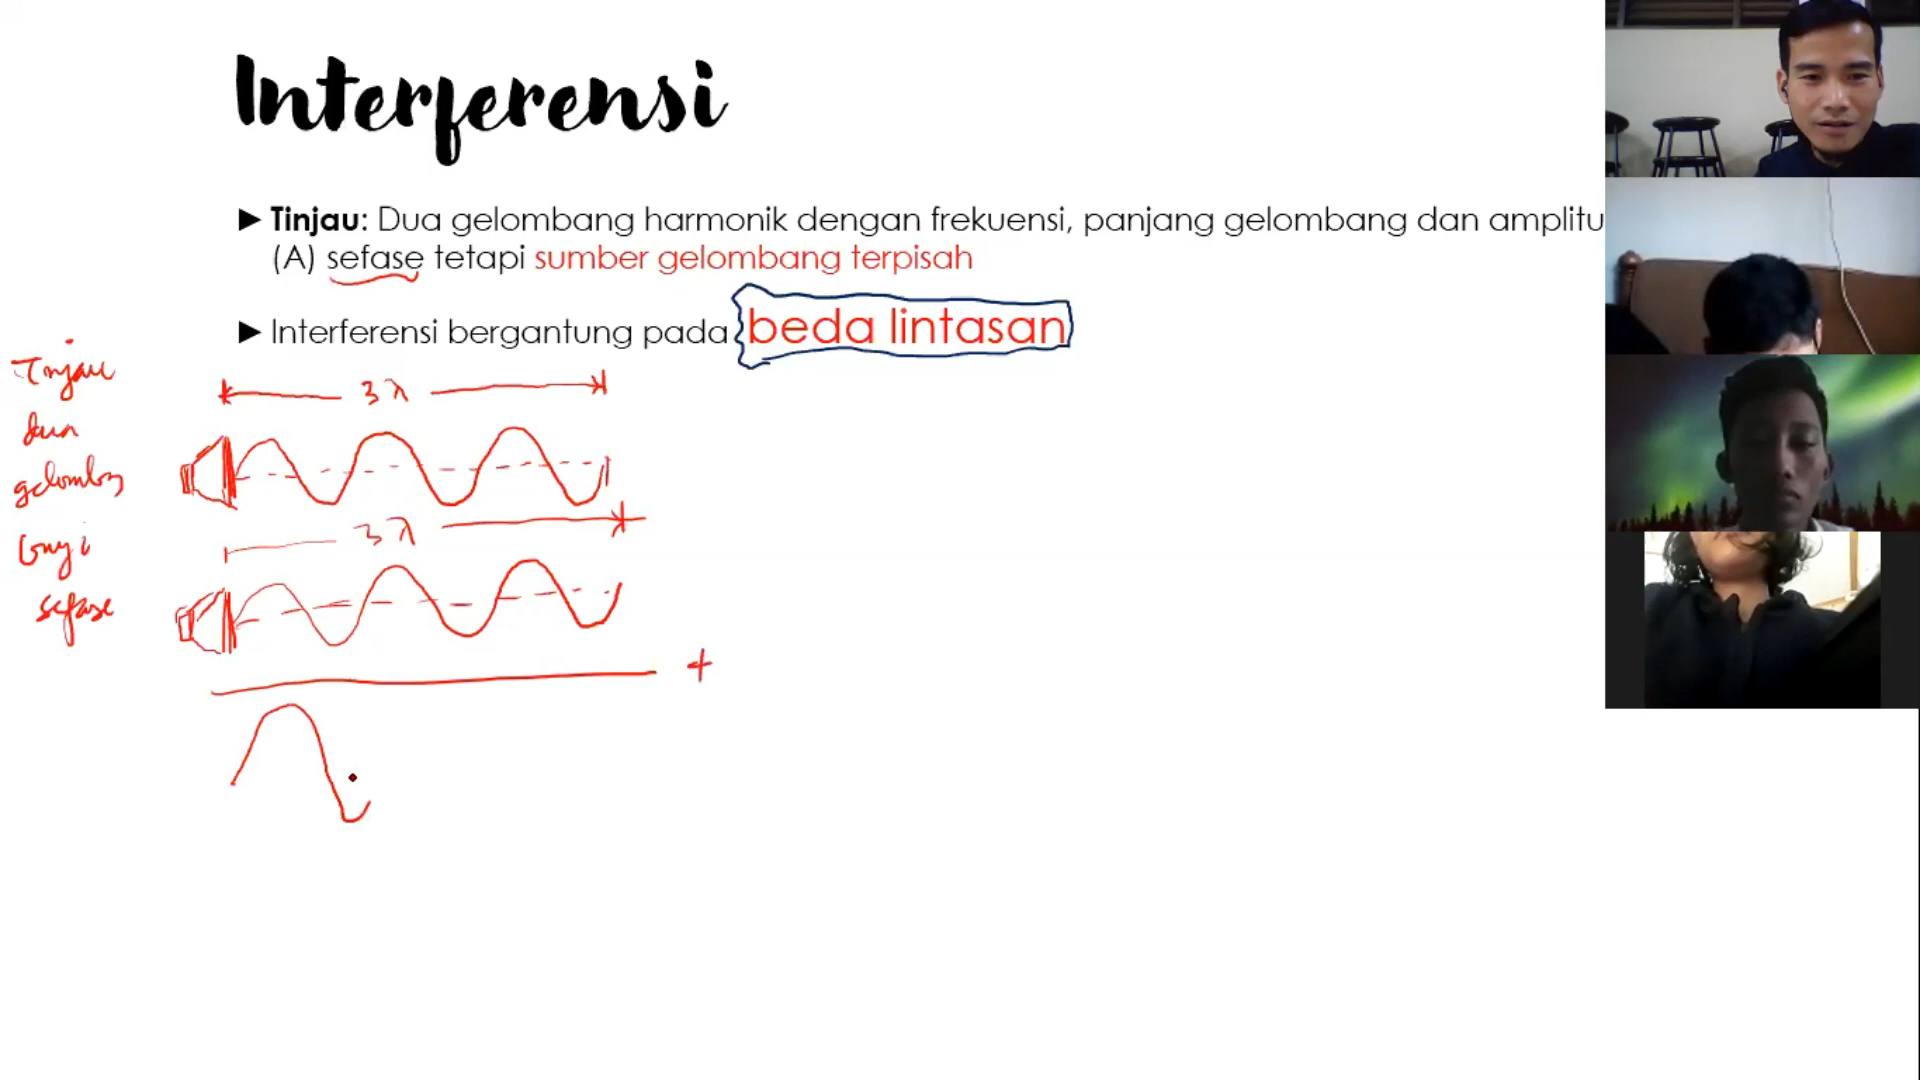 Interferensi
► Tinjau: Dua gelombang harmonik dengan frekuensi, panjang gelombang dan amplitu
(A) sefase tetapi sumber gelombang terpisah
► Interferensi bergantung pada beda lintasan
Tinjau
dua
gelomban
bunyi
sefase
3λ
3λ
+